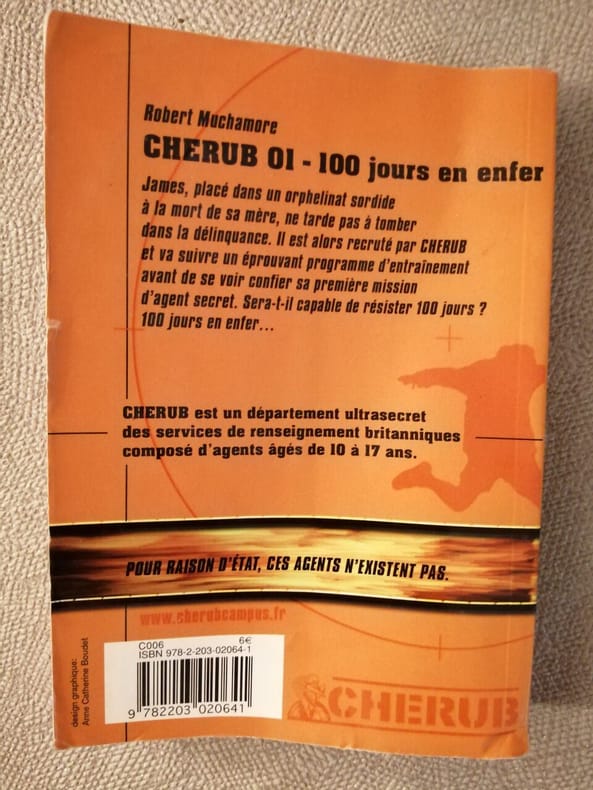 Robert Muchamore
CHERUB 01 - 100 jours en enfer
James, placé dans un orphelinat sordide
à la mort de sa mère, ne tarde pas à tomber
dans la délinquance. Il est alors recruté par CHERUB
et va suivre un éprouvant programme d'entraînement
avant de se voir confier sa première mission
d'agent secret. Sera-t-il capable de résister 100 jours ?
100 jours en enfer...
CHERUB est un département ultrasecret
des services de renseignement britanniques
composé d'agents âgés de 10 à 17 ans.
POUR RAISON D'ÉTAT, CES AGENTS N'EXISTENT PAS.
www.cherubcampus.fr
design graphique:
Anne Catherine Boudet
C006 6€
ISBN 978-2-203-02064-1
9 782203 020641
CHERUB